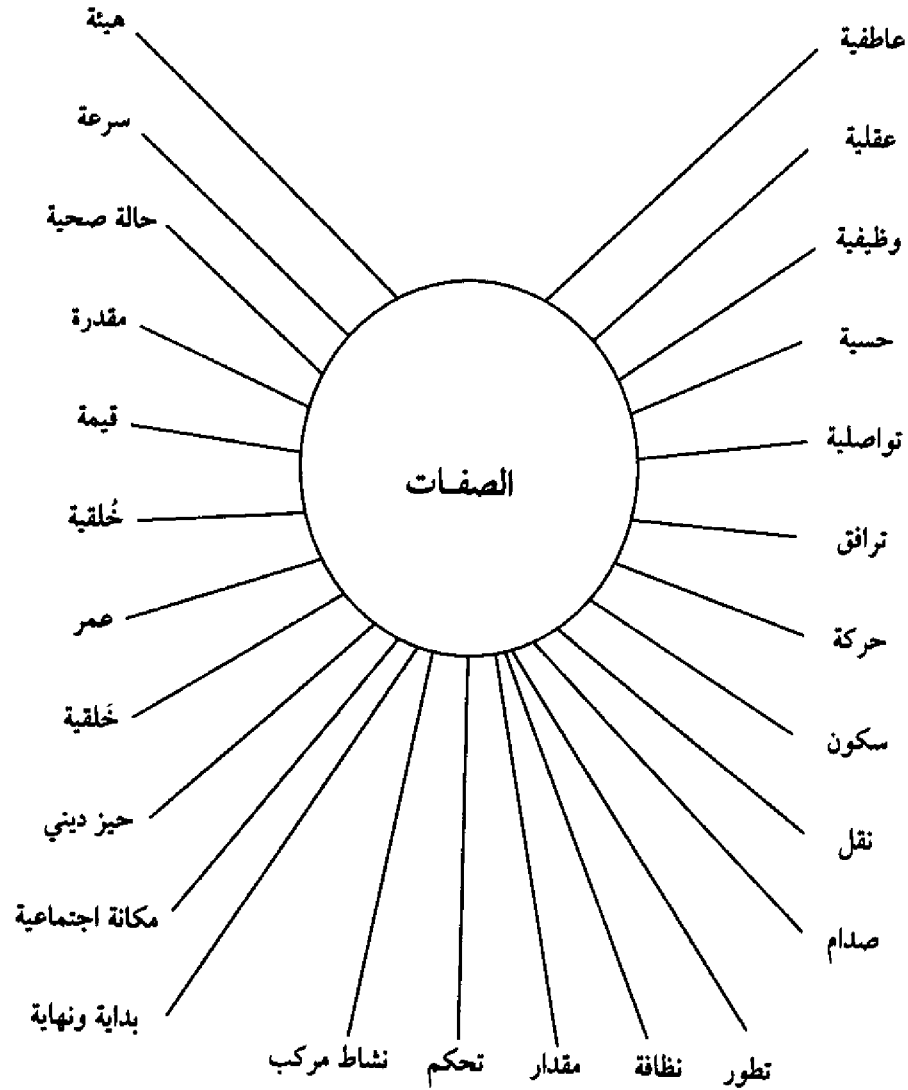 هيئة
عاطفية
سرعة
عقلية
حالة صحية
وظيفية
مقدرة
حسية
قيمة
تواصلية
الصفــات
خُلقية
ترافق
عمر
حركة
خَلقية
سكون
حيز ديني
نقل
مكانة اجتماعية
صدام
بداية ونهاية
نشاط مركب
تحكم
مقدار
نظافة
تطور